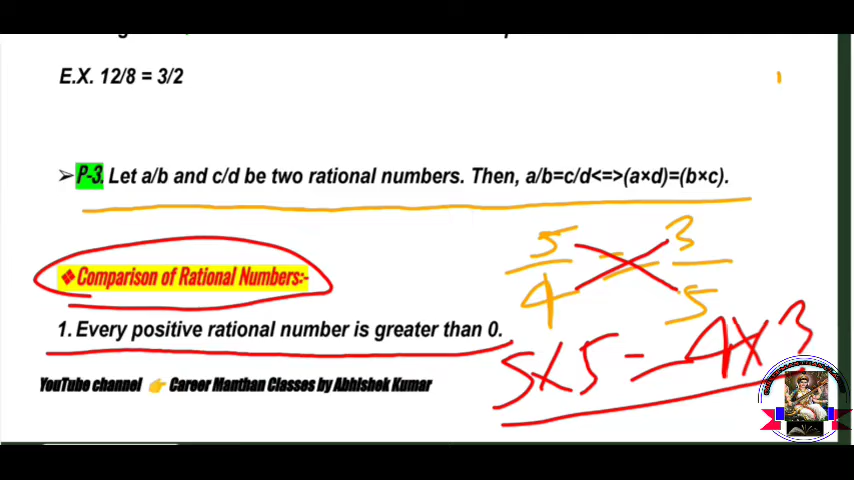 E.X. 12/8 = 3/2
➢ P-3. Let a/b and c/d be two rational numbers. Then, a/b=c/d<=>(a×d)=(b×c).
5/4 = 3/5
❖ Comparison of Rational Numbers:-
1. Every positive rational number is greater than 0.
5×5 = 4×3
YouTube channel 👉 Career Manthan Classes by Abhishek Kumar